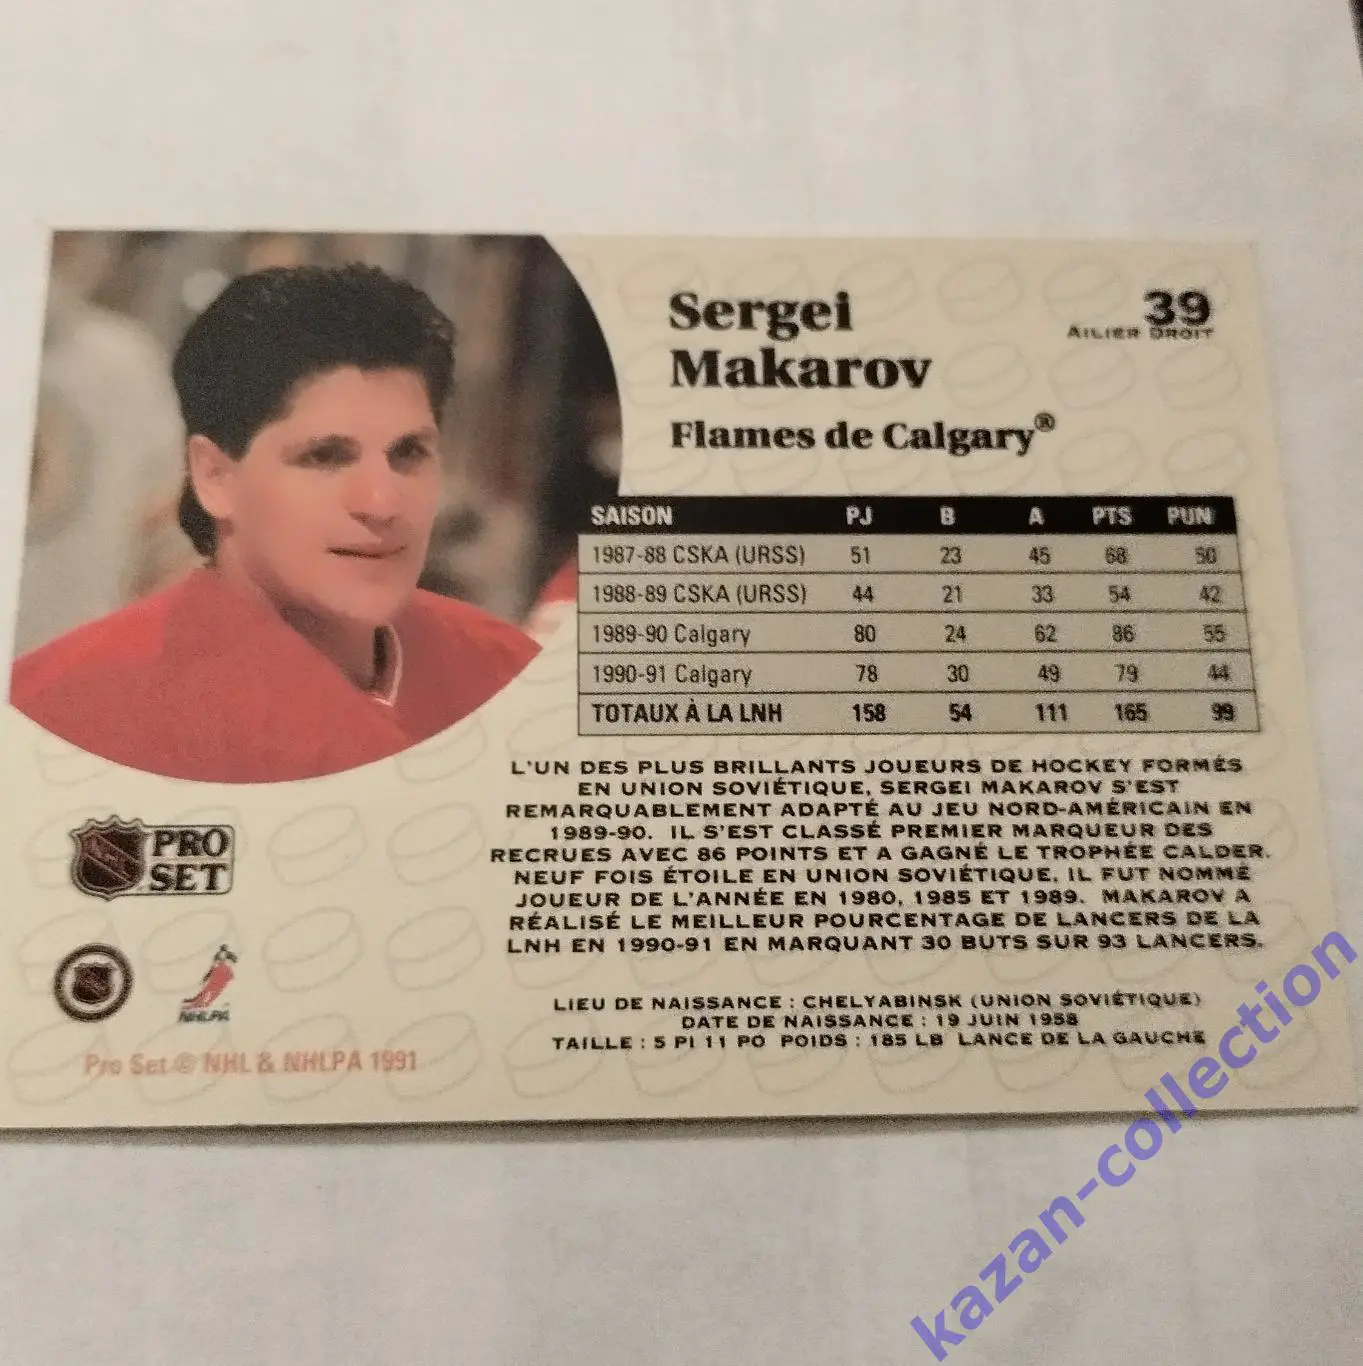 Sergei
Makarov
Flames de Calgary®
39
AILIER DROIT
SAISON PJ B A PTS PUN
1987-88 CSKA (URSS) 51 23 45 68 50
1988-89 CSKA (URSS) 44 21 33 54 42
1989-90 Calgary 80 24 62 86 55
1990-91 Calgary 78 30 49 79 44
TOTAUX À LA LNH 158 54 111 165 99
L'UN DES PLUS BRILLANTS JOUEURS DE HOCKEY FORMÉS
EN UNION SOVIÉTIQUE, SERGEI MAKAROV S'EST
REMARQUABLEMENT ADAPTÉ AU JEU NORD-AMÉRICAIN EN
1989-90. IL S'EST CLASSÉ PREMIER MARQUEUR DES
RECRUES AVEC 86 POINTS ET A GAGNÉ LE TROPHÉE CALDER.
NEUF FOIS ÉTOILE EN UNION SOVIÉTIQUE, IL FUT NOMMÉ
JOUEUR DE L'ANNÉE EN 1980, 1985 ET 1989. MAKAROV A
RÉALISÉ LE MEILLEUR POURCENTAGE DE LANCERS DE LA
LNH EN 1990-91 EN MARQUANT 30 BUTS SUR 93 LANCERS.
LIEU DE NAISSANCE : CHELYABINSK (UNION SOVIÉTIQUE)
DATE DE NAISSANCE : 19 JUIN 1958
TAILLE : 5 PI 11 PO POIDS : 185 LB LANCE DE LA GAUCHE
PRO
SET
NHLPA
Pro Set © NHL & NHLPA 1991
kazan-collection